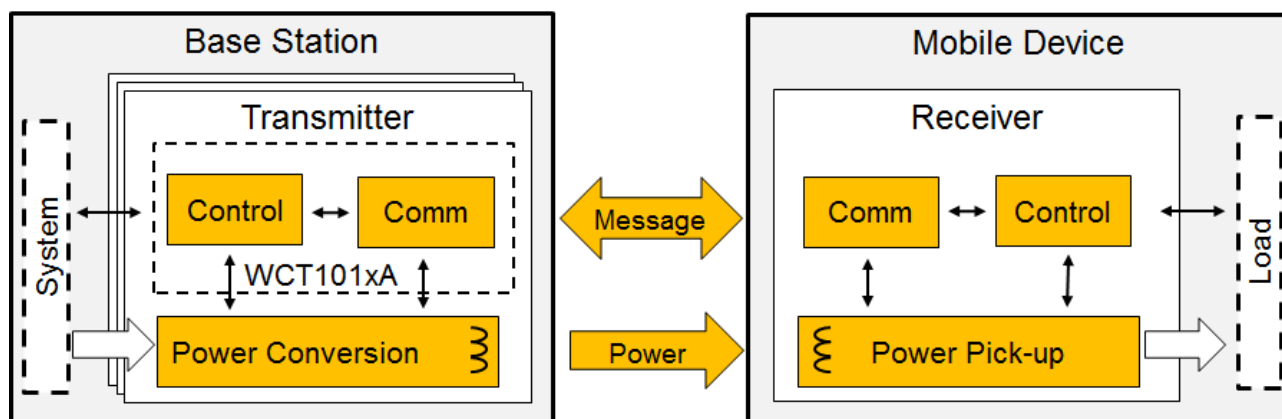 Base Station
Mobile Device
Transmitter
Receiver
System
Control
Comm
WCT101xA
Power Conversion
Message
Power
Comm
Control
Power Pick-up
Load